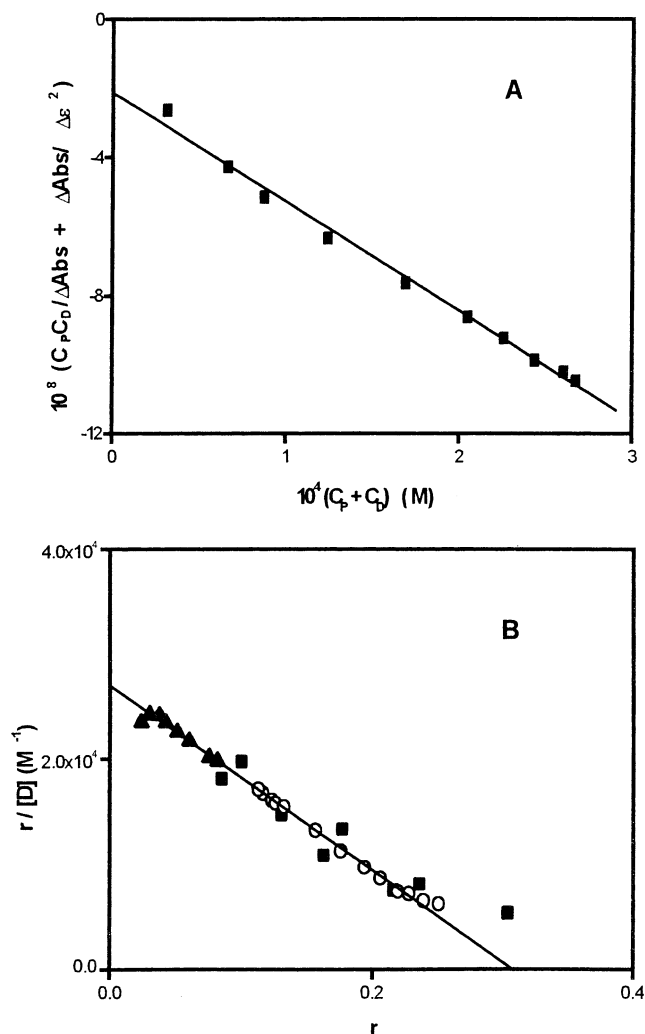 0
-4
-8
-12
10⁸ (CₚC_D/ΔAbs + ΔAbs/ Δε²)
A
0 1 2 3
10⁴(Cₚ+C_D) (M)
4.0x10⁴
2.0x10⁴
0.0
r / [D] (M⁻¹)
B
0.0 0.2 0.4
r